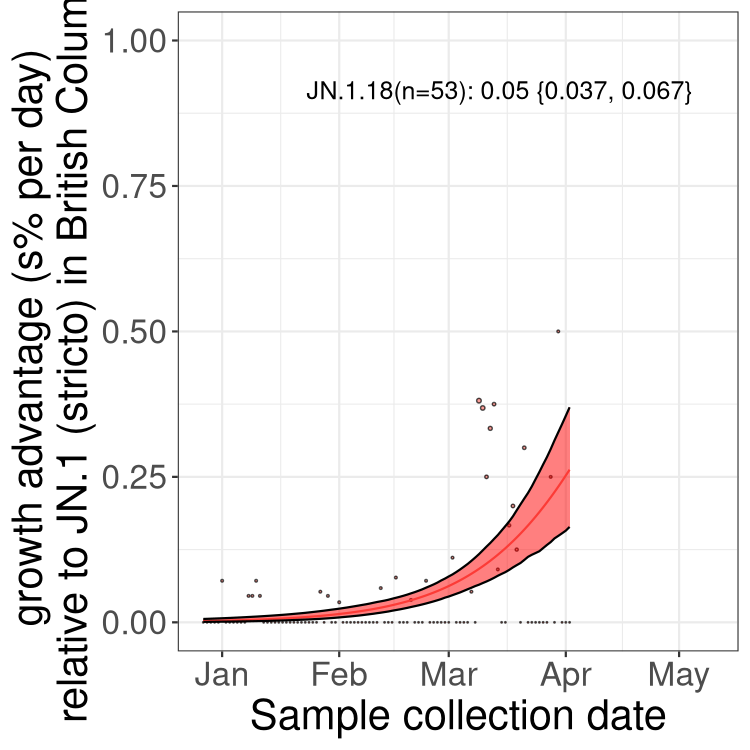 growth advantage (s% per day)
relative to JN.1 (stricto) in British Colum
1.00
0.75
0.50
0.25
0.00
JN.1.18(n=53): 0.05 {0.037, 0.067}
Jan Feb Mar Apr May
Sample collection date